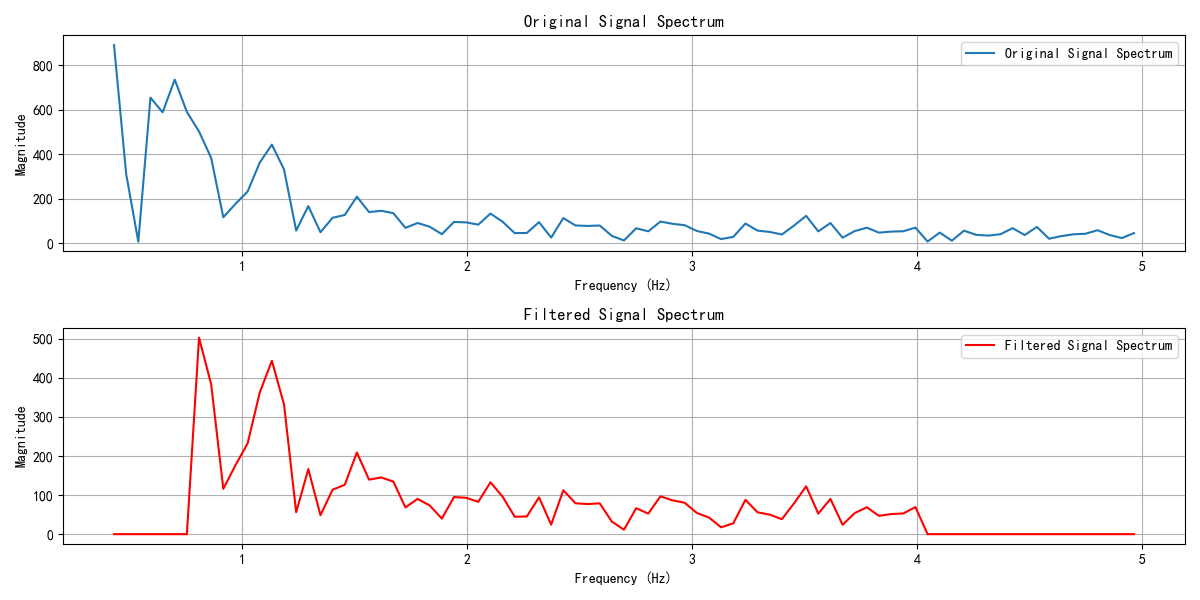 Original Signal Spectrum
Original Signal Spectrum
Magnitude
800
600
400
200
0
1 2 3 4 5
Frequency (Hz)
Filtered Signal Spectrum
Filtered Signal Spectrum
Magnitude
500
400
300
200
100
0
1 2 3 4 5
Frequency (Hz)